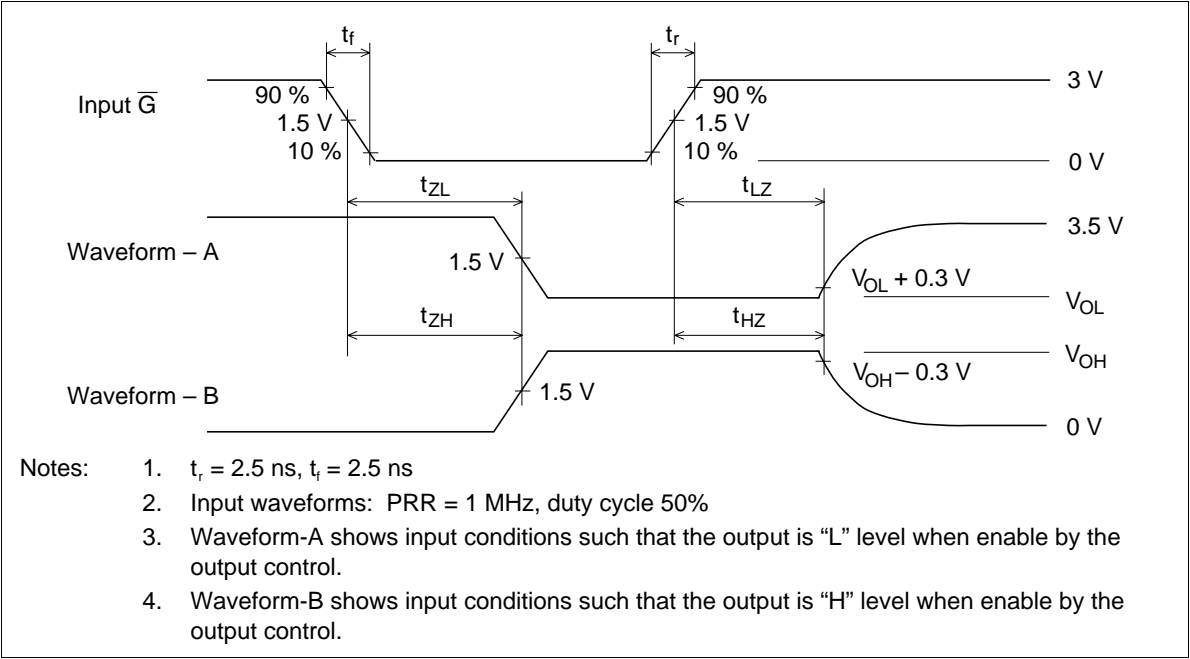 tf
tr
Input G̅
90 %
1.5 V
10 %
90 %
1.5 V
10 %
3 V
0 V
tZL
tLZ
Waveform – A
1.5 V
VOL + 0.3 V
3.5 V
VOL
tZH
tHZ
Waveform – B
1.5 V
VOH – 0.3 V
VOH
0 V
Notes: 1. tr = 2.5 ns, tf = 2.5 ns
2. Input waveforms: PRR = 1 MHz, duty cycle 50%
3. Waveform-A shows input conditions such that the output is “L” level when enable by the
output control.
4. Waveform-B shows input conditions such that the output is “H” level when enable by the
output control.